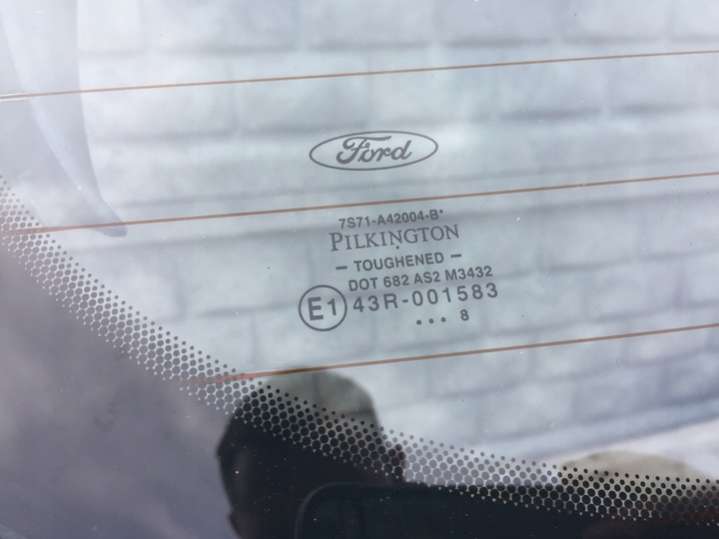 Ford
7S71-A42004-B*
PILKINGTON
- TOUGHENED -
DOT 682 AS2 M3432
E1 43R-001583
... 8